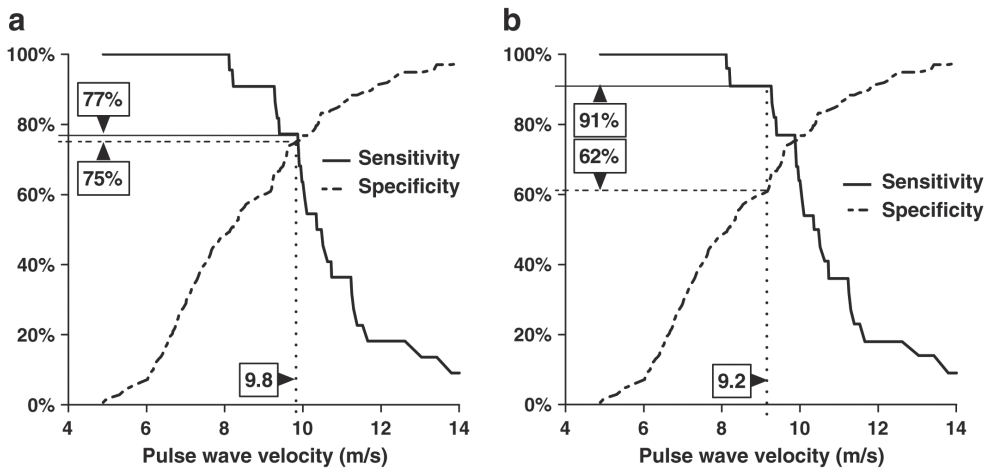 a
100%
80%
60%
40%
20%
0%
77%
75%
Sensitivity
Specificity
9.8
4 6 8 10 12 14
Pulse wave velocity (m/s)
b
100%
80%
60%
40%
20%
0%
91%
62%
Sensitivity
Specificity
9.2
4 6 8 10 12 14
Pulse wave velocity (m/s)